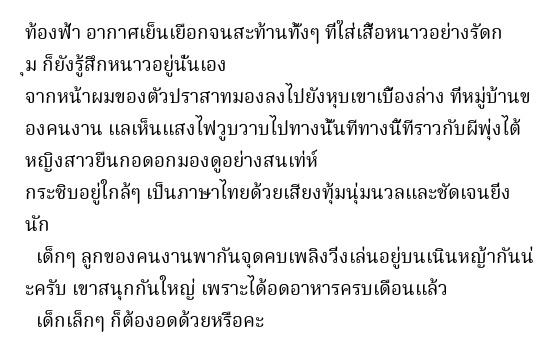 ท้องฟ้า อากาศเย็นเยือกจนสะท้านทั้งๆ ที่ใส่เสื้อหนาวอย่างรัดก
ุม ก็ยังรู้สึกหนาวอยู่นั่นเอง
จากหน้าผมของตัวปราสาทมองลงไปยังหุบเขาเบื้องล่าง ที่หมู่บ้านข
องคนงาน แลเห็นแสงไฟวูบวาบไปทางนั้นทีทางนี้ทีราวกับผีพุ่งไต้
หญิงสาวยืนกอดอกมองดูอย่างสนเท่ห์
กระซิบอยู่ใกล้ๆ เป็นภาษาไทยด้วยเสียงทุ้มนุ่มนวลและชัดเจนยิ่ง
นัก
เด็กๆ ลูกของคนงานพากันจุดคบเพลิงวิ่งเล่นอยู่บนเนินหญ้ากันน่
ะครับ เขาสนุกกันใหญ่ เพราะได้อดอาหารครบเดือนแล้ว
เด็กเล็กๆ ก็ต้องอดด้วยหรือคะ